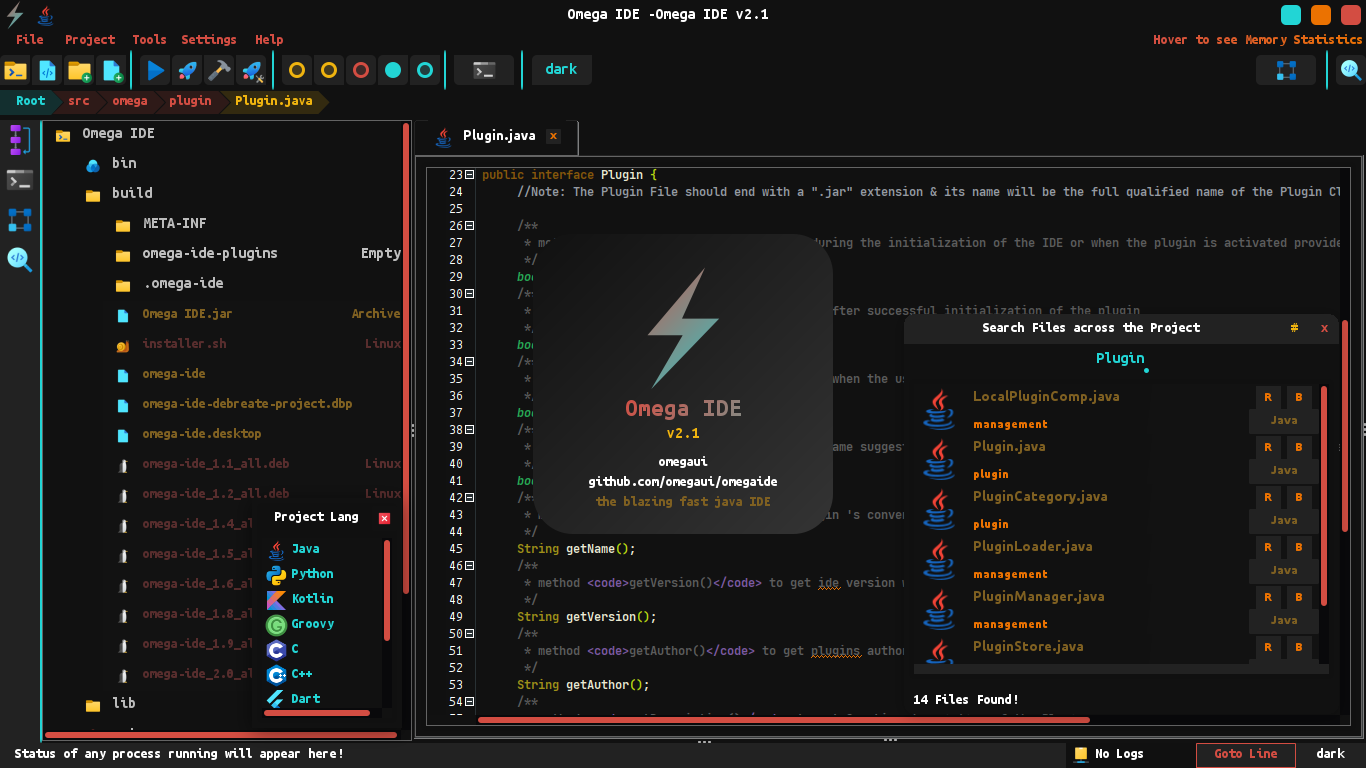 Omega IDE -Omega IDE v2.1
File Project Tools Settings Help
Hover to see Memory Statistics
dark
Root src omega plugin Plugin.java
Omega IDE
bin
build
META-INF
omega-ide-plugins Empty
.omega-ide
Omega IDE.jar Archive
installer.sh Linux
omega-ide
omega-ide-debreate-project.dbp
omega-ide.desktop
omega-ide_1.1_all.deb Linux
omega-ide_1.2_all.deb Linux
omega-ide_1.4_al
omega-ide_1.5_al
omega-ide_1.6_al
omega-ide_1.8_al
omega-ide_1.9_al
omega-ide_2.0_al
lib
Project Lang x
Java
Python
Kotlin
Groovy
C
C++
Dart
Plugin.java x
23 public interface Plugin {
24 //Note: The Plugin File should end with a ".jar" extension & its name will be the full qualified name of the Plugin Cl
25
26 /**
27 * me during the initialization of the IDE or when the plugin is activated provide
28 */
29 boo
30 /**
31 * after successful initialization of the plugin
32 */
33 boo
34 /**
35 * when the us
36 */
37 boo
38 /**
39 * ame suggest
40 */
41 boo
42 /**
43 * in 's conver
44 */
45 String getName();
46 /**
47 * method <code>getVersion()</code> to get ide version
48 */
49 String getVersion();
50 /**
51 * method <code>getAuthor()</code> to get plugins author
52 */
53 String getAuthor();
54 /**
Omega IDE
v2.1
omegaui
github.com/omegaui/omegaide
the blazing fast java IDE
Search Files across the Project # x
Plugin
LocalPluginComp.java R B
management Java
Plugin.java R B
plugin Java
PluginCategory.java R B
plugin Java
PluginLoader.java R B
management Java
PluginManager.java R B
management Java
PluginStore.java R B
14 Files Found!
Status of any process running will appear here!
No Logs
Goto Line
dark